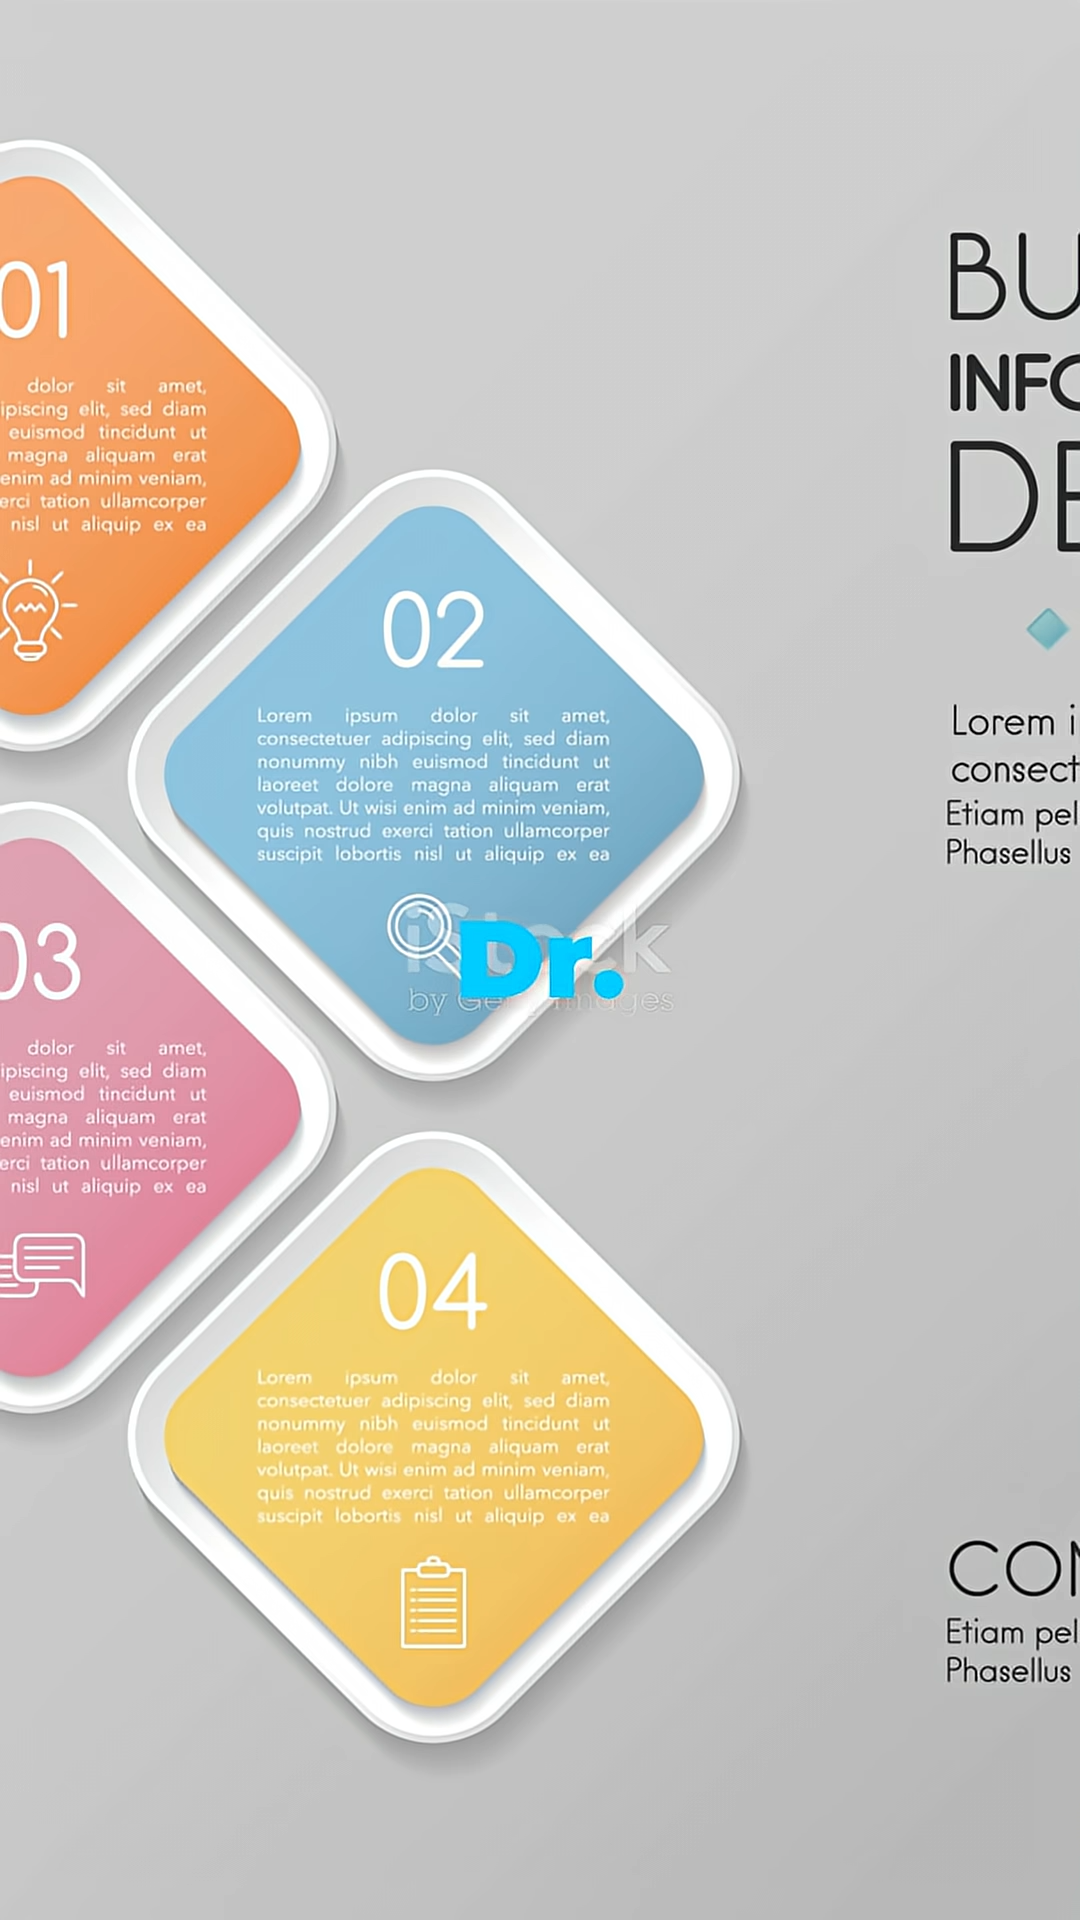 01
dolor sit amet,
ipiscing elit, sed diam
euismod tincidunt ut
magna aliquam erat
enim ad minim veniam,
erci tation ullamcorper
nisl ut aliquip ex ea
02
Lorem ipsum dolor sit amet,
consectetuer adipiscing elit, sed diam
nonummy nibh euismod tincidunt ut
laoreet dolore magna aliquam erat
volutpat. Ut wisi enim ad minim veniam,
quis nostrud exerci tation ullamcorper
suscipit lobortis nisl ut aliquip ex ea
iStock
by Getty Images
Dr.
03
dolor sit amet,
ipiscing elit, sed diam
euismod tincidunt ut
magna aliquam erat
enim ad minim veniam,
erci tation ullamcorper
nisl ut aliquip ex ea
04
Lorem ipsum dolor sit amet,
consectetuer adipiscing elit, sed diam
nonummy nibh euismod tincidunt ut
laoreet dolore magna aliquam erat
volutpat. Ut wisi enim ad minim veniam,
quis nostrud exerci tation ullamcorper
suscipit lobortis nisl ut aliquip ex ea
BU
INFO
DE
Lorem i
consect
Etiam pel
Phasellus
CON
Etiam pel
Phasellus